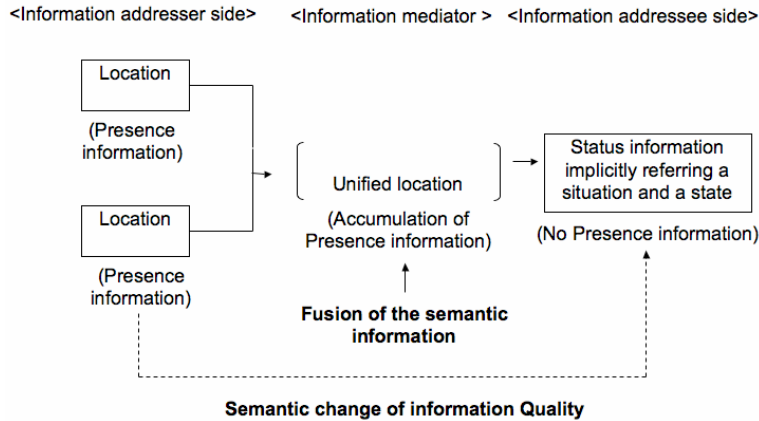 <Information addresser side>
<Information mediator >
<Information addressee side>
Location
(Presence
information)
Location
(Presence
information)
Unified location
(Accumulation of
Presence information)
Fusion of the semantic
information
Status information
implicitly referring a
situation and a state
(No Presence information)
Semantic change of information Quality